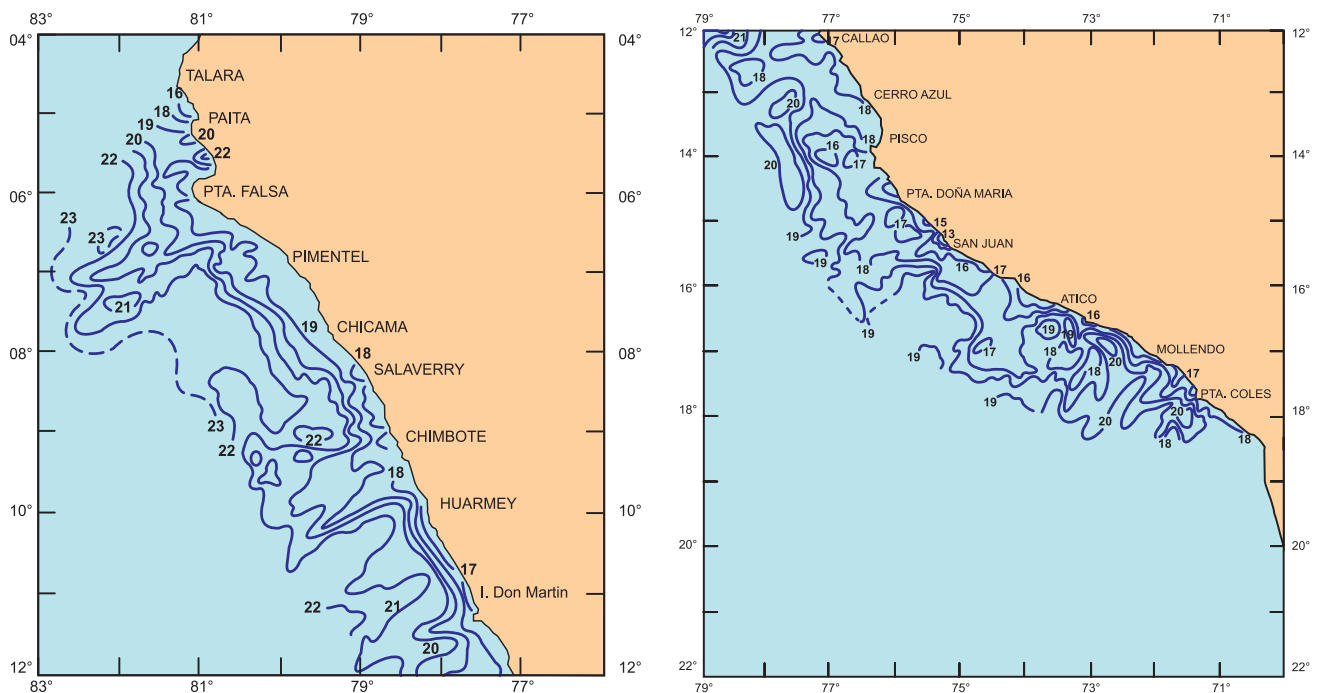 83° 81° 79° 77°
04° 04°
TALARA
16
18 PAITA
19
20 20
22 22
PTA. FALSA
06° 06°
23
23
PIMENTEL
21
19 CHICAMA
08° 18 08°
SALAVERRY
23
22 22 CHIMBOTE
18
HUARMEY
10° 10°
17
I. Don Martin
22 21
20
12° 12°
83° 81° 79° 77°
79° 77° 75° 73° 71°
12° 12°
21 17 CALLAO
18
CERRO AZUL
20 18
18 PISCO
16
14° 17 14°
20
PTA. DOÑA MARIA
17 15
19 13
SAN JUAN
19 18 16
17 16
16° 16°
ATICO
16
19 19 19
19 17 18 20 MOLLENDO
18 17
PTA. COLES
19
18° 20 20 18°
18 18
20° 20°
22° 22°
79° 77° 75° 73° 71°